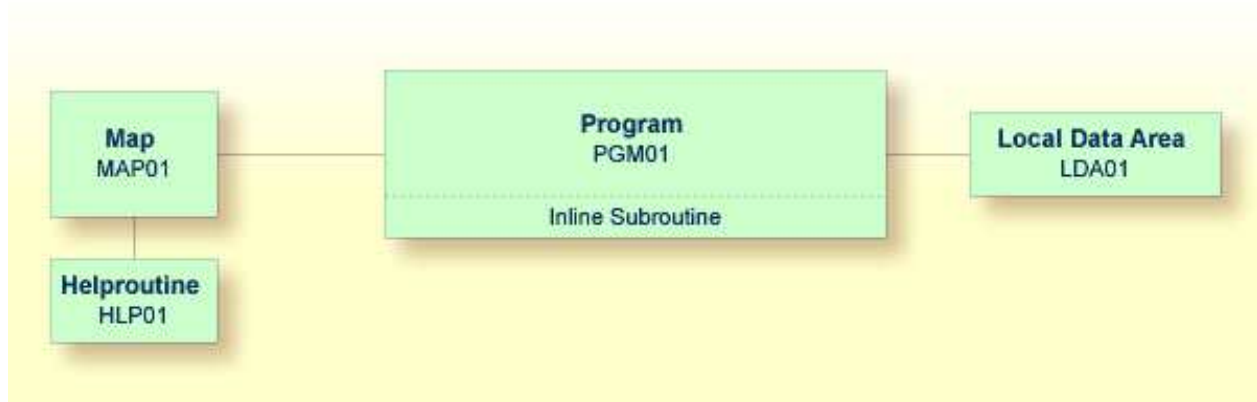 Map
MAP01
Program
PGM01
Inline Subroutine
Local Data Area
LDA01
Helproutine
HLP01